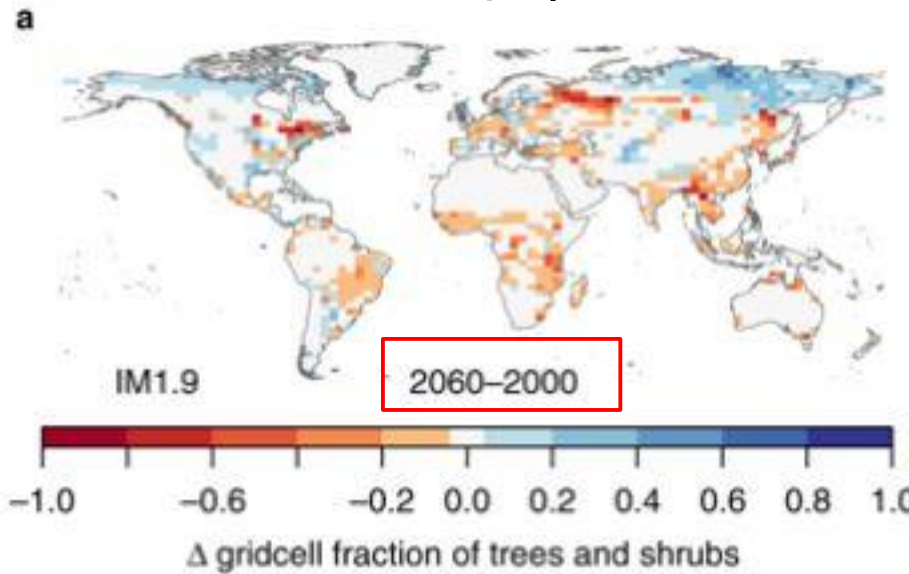 a
IM1.9 2060–2000
–1.0 –0.6 –0.2 0.0 0.2 0.4 0.6 0.8 1.0
Δ gridcell fraction of trees and shrubs